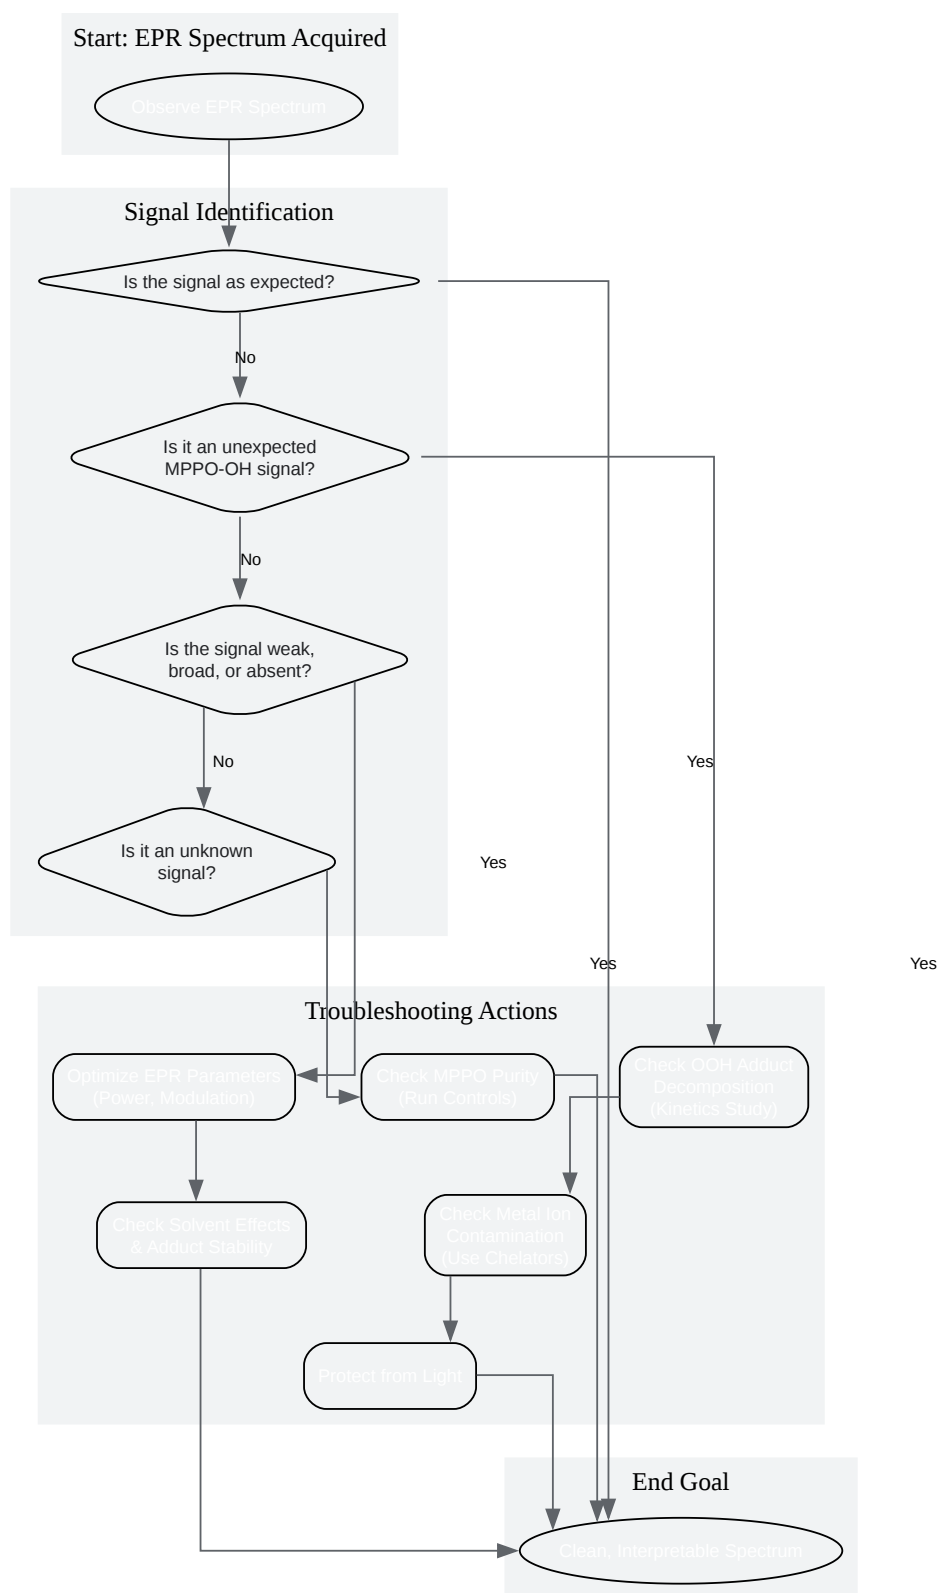 Start: EPR Spectrum Acquired
Observe EPR Spectrum
Signal Identification
Is the signal as expected?
No
Is it an unexpected
MPPO-OH signal?
No
Is the signal weak,
broad, or absent?
No
Yes
Is it an unknown
signal?
Yes
Yes
Yes
Troubleshooting Actions
Optimize EPR Parameters
(Power, Modulation)
Check MPPO Purity
(Run Controls)
Check OOH Adduct
Decomposition
(Kinetics Study)
Check Solvent Effects
& Adduct Stability
Check Metal Ion
Contamination
(Use Chelators)
Protect from Light
End Goal
Clean, Interpretable Spectrum